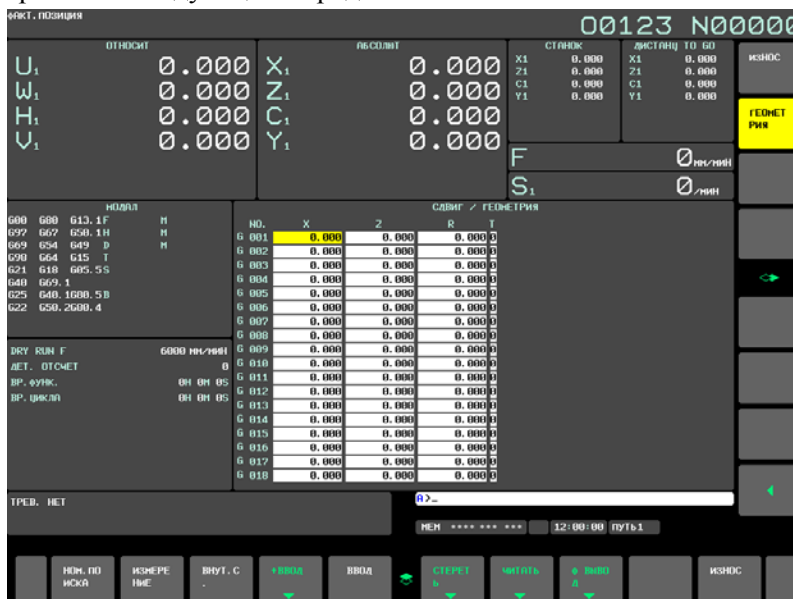 ФАКТ.ПОЗИЦИЯ
O0123 N00000
ОТНОСИТ
U1 0.000
W1 0.000
H1 0.000
V1 0.000
АБСОЛЮТ
X1 0.000
Z1 0.000
C1 0.000
Y1 0.000
СТАНОК
X1 0.000
Z1 0.000
C1 0.000
Y1 0.000
ДИСТАНЦ TO GO
X1 0.000
Z1 0.000
C1 0.000
Y1 0.000
F 0 ММ/МИН
S1 0 /МИН
ИЗНОС
ГЕОМЕТ
РИЯ
МОДАЛ
G00 G80 G13.1 F M
G97 G67 G50.1 H M
G69 G54 G49 D M
G90 G64 G15 T
G21 G18 G05.5 S
G40 G69.1
G25 G40.1 G00.5 B
G22 G50.2 G00.4
DRY RUN F 6000 ММ/МИН
ДЕТ. ОТСЧЕТ 0
ВР.ФУНК. 0H 0M 0S
ВР.ЦИКЛА 0H 0M 0S
СДВИГ / ГЕОМЕТРИЯ
NO. X Z R T
G 001 0.000 0.000 0.000 0
G 002 0.000 0.000 0.000 0
G 003 0.000 0.000 0.000 0
G 004 0.000 0.000 0.000 0
G 005 0.000 0.000 0.000 0
G 006 0.000 0.000 0.000 0
G 007 0.000 0.000 0.000 0
G 008 0.000 0.000 0.000 0
G 009 0.000 0.000 0.000 0
G 010 0.000 0.000 0.000 0
G 011 0.000 0.000 0.000 0
G 012 0.000 0.000 0.000 0
G 013 0.000 0.000 0.000 0
G 014 0.000 0.000 0.000 0
G 015 0.000 0.000 0.000 0
G 016 0.000 0.000 0.000 0
G 017 0.000 0.000 0.000 0
G 018 0.000 0.000 0.000 0
ТРЕВ. НЕТ
A>_
MEM **** *** *** 12:00:00 ПУТЬ1
НОМ.ПО
ИСКА
ИЗМЕРЕ
НИЕ
ВНУТ.С
.
+ВВОД
ВВОД
СТЕРЕТ
Ь
ЧИТАТЬ
Ф ВЫВО
Д
ИЗНОС